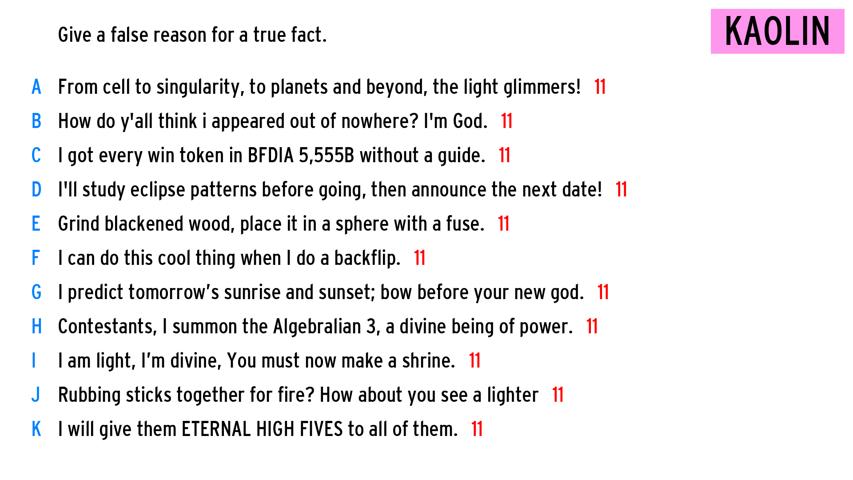 Give a false reason for a true fact.
KAOLIN
A From cell to singularity, to planets and beyond, the light glimmers! 11
B How do y'all think i appeared out of nowhere? I'm God. 11
C I got every win token in BFDIA 5,555B without a guide. 11
D I'll study eclipse patterns before going, then announce the next date! 11
E Grind blackened wood, place it in a sphere with a fuse. 11
F I can do this cool thing when I do a backflip. 11
G I predict tomorrow’s sunrise and sunset; bow before your new god. 11
H Contestants, I summon the Algebralian 3, a divine being of power. 11
I I am light, I’m divine, You must now make a shrine. 11
J Rubbing sticks together for fire? How about you see a lighter 11
K I will give them ETERNAL HIGH FIVES to all of them. 11